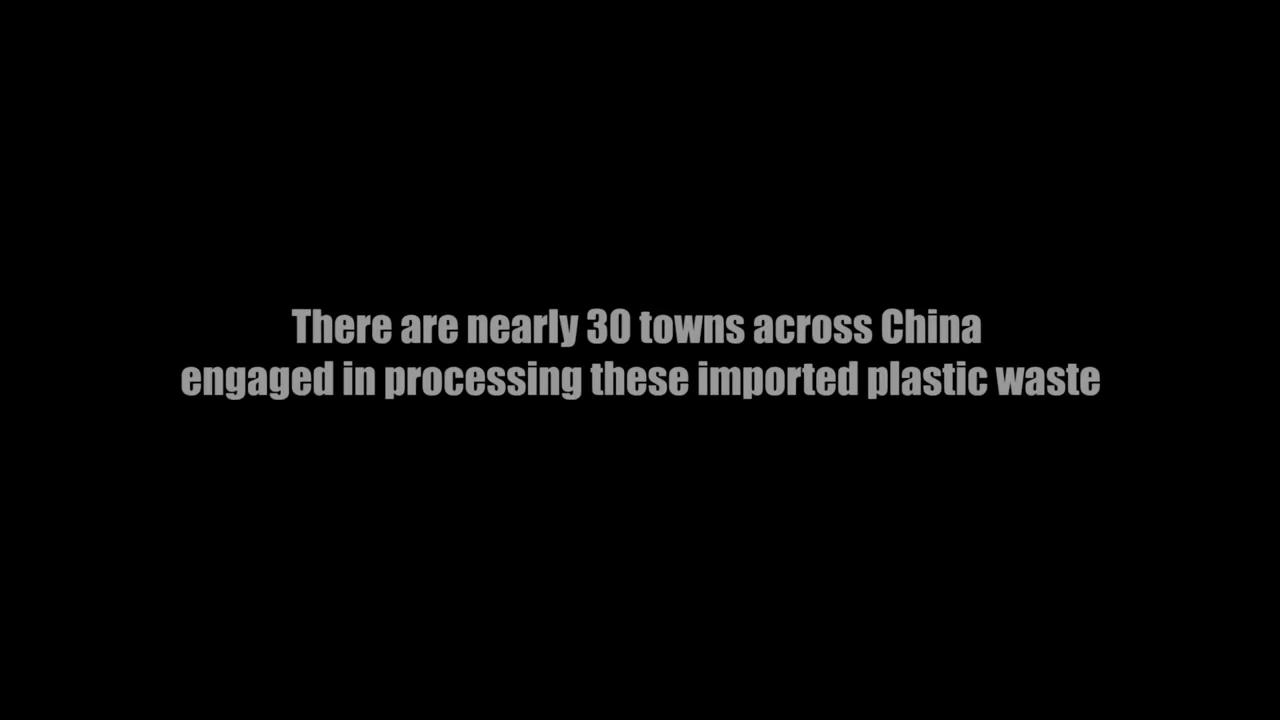 There are nearly 30 towns across China
engaged in processing these imported plastic waste